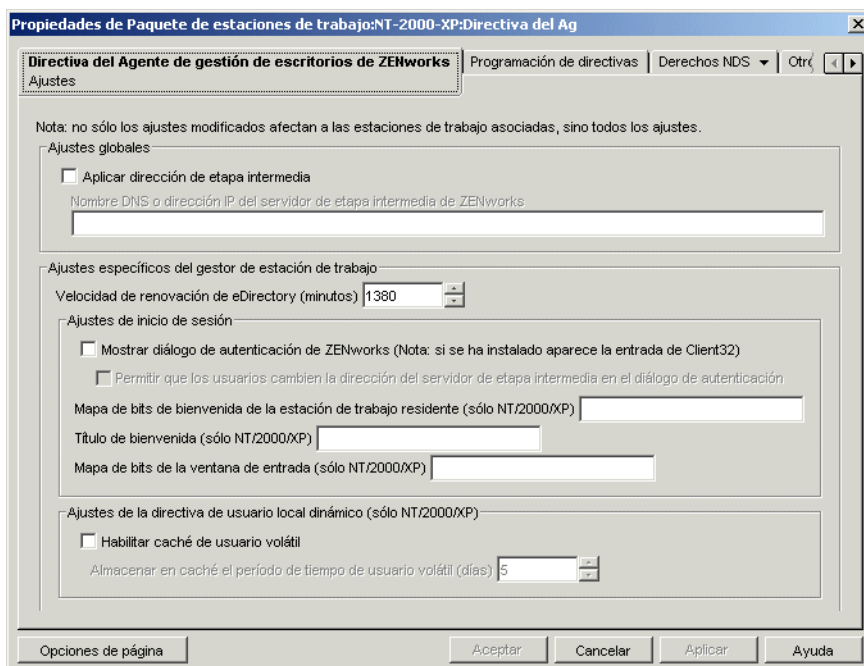 Propiedades de Paquete de estaciones de trabajo:NT-2000-XP:Directiva del Ag
Directiva del Agente de gestión de escritorios de ZENworks
Programación de directivas
Derechos NDS
Otrc
Ajustes
Nota: no sólo los ajustes modificados afectan a las estaciones de trabajo asociadas, sino todos los ajustes.
Ajustes globales
Aplicar dirección de etapa intermedia
Nombre DNS o dirección IP del servidor de etapa intermedia de ZENworks
Ajustes específicos del gestor de estación de trabajo
Velocidad de renovación de eDirectory (minutos) 1380
Ajustes de inicio de sesión
Mostrar diálogo de autenticación de ZENworks (Nota: si se ha instalado aparece la entrada de Client32)
Permitir que los usuarios cambien la dirección del servidor de etapa intermedia en el diálogo de autenticación
Mapa de bits de bienvenida de la estación de trabajo residente (sólo NT/2000/XP)
Título de bienvenida (sólo NT/2000/XP)
Mapa de bits de la ventana de entrada (sólo NT/2000/XP)
Ajustes de la directiva de usuario local dinámico (sólo NT/2000/XP)
Habilitar caché de usuario volátil
Almacenar en caché el período de tiempo de usuario volátil (días) 5
Opciones de página
Aceptar
Cancelar
Aplicar
Ayuda